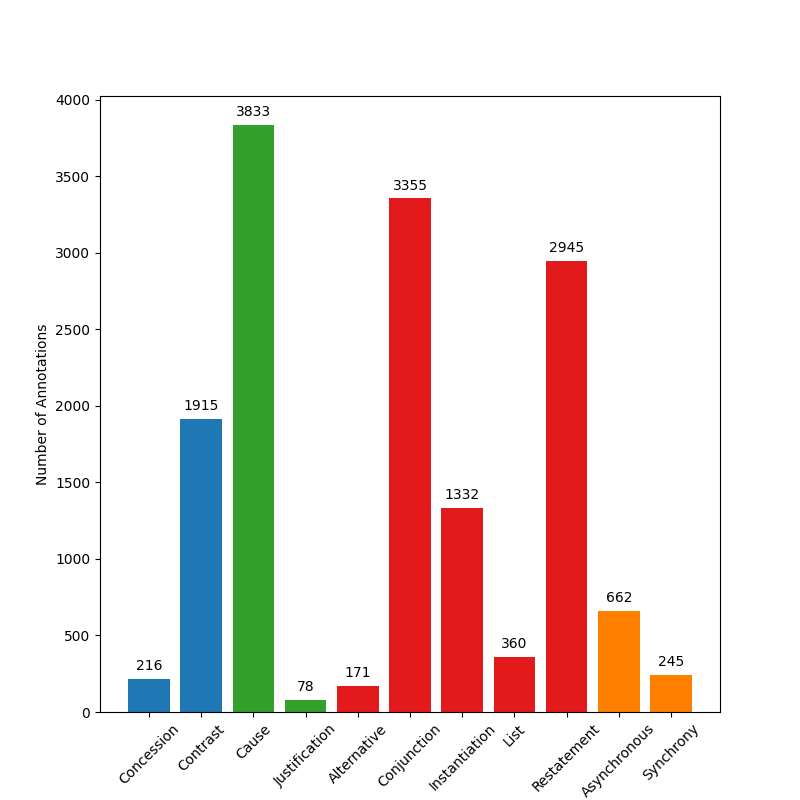 4000
3500
3000
2500
2000
1500
1000
500
0
Number of Annotations
216
1915
3833
78
171
3355
1332
360
2945
662
245
Concession
Contrast
Cause
Justification
Alternative
Conjunction
Instantiation
List
Restatement
Asynchronous
Synchrony